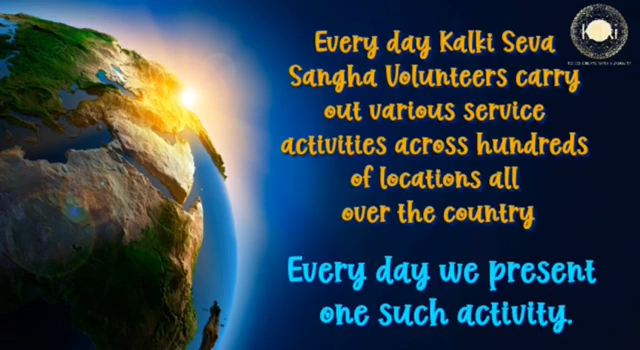 Every day Kalki Seva
Sangha Volunteers carry
out various service
activities across hundreds
of locations all
over the country
Every day we present
one such activity.